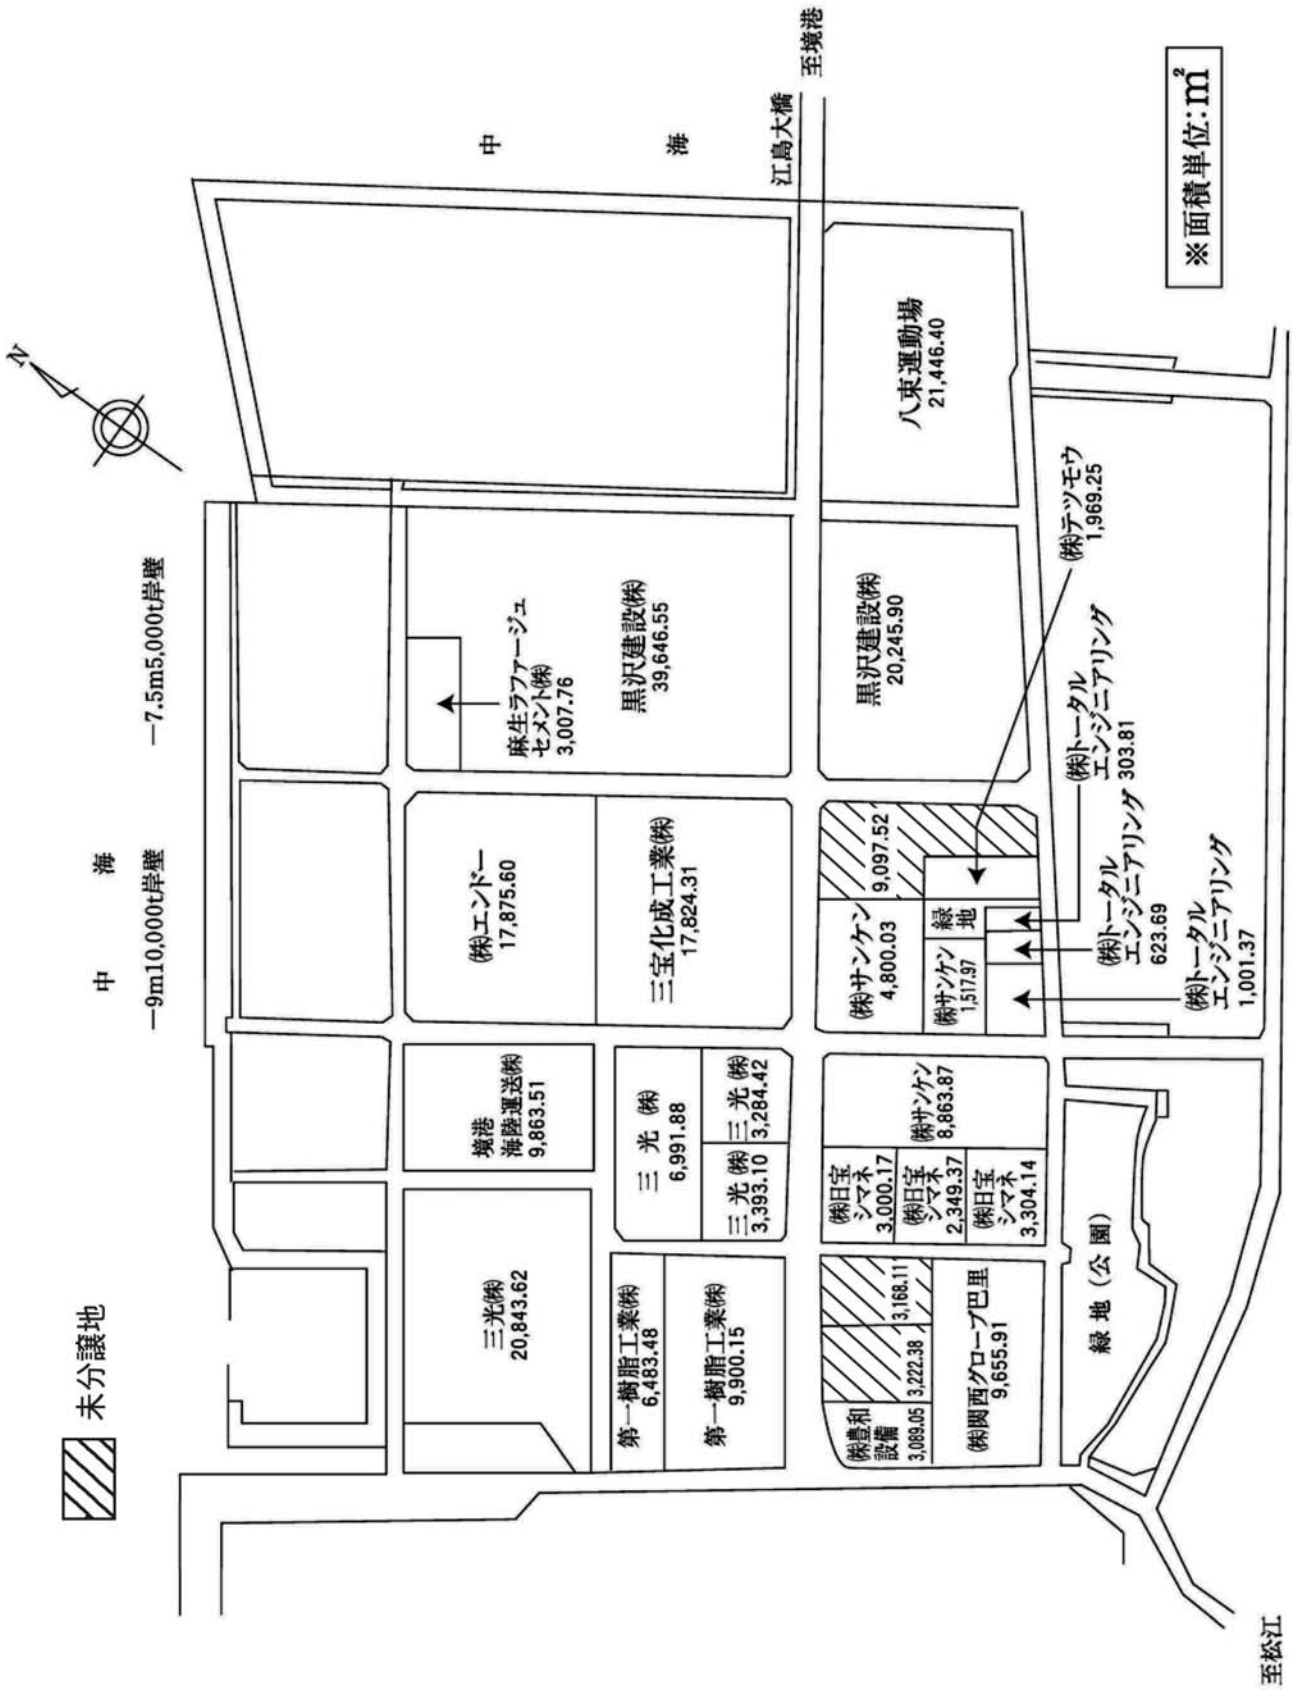 未分譲地
中　海
―9m10,000t岸壁
―7.5m5,000t岸壁
N
中　海
江島大橋
至境港
三光㈱
20,843.62
境港
海陸運送㈱
9,863.51
㈱エンドー
17,875.60
麻生ラファージュ
セメント㈱
3,007.76
黒沢建設㈱
39,646.55
三宝化成工業㈱
17,824.31
三　光　㈱
6,991.88
三　光　㈱
3,393.10
三　光　㈱
3,284.42
第一樹脂工業㈱
6,483.48
第一樹脂工業㈱
9,900.15
㈱豊和
設備
3,089.05
3,222.38
3,168.11
㈱関西グローブ巴里
9,655.91
㈱日宝
シマネ
3,000.17
㈱日宝
シマネ
2,349.37
㈱日宝
シマネ
3,304.14
㈱サンケン
8,863.87
㈱サンケン
4,800.03
㈱サンケン
1,517.97
緑
地
9,097.52
黒沢建設㈱
20,245.90
八束運動場
21,446.40
㈱テツモウ
1,969.25
㈱トータル
エンジニアリング
303.81
㈱トータル
エンジニアリング
623.69
㈱トータル
エンジニアリング
1,001.37
緑 地（公 園）
至松江
※面積単位:㎡